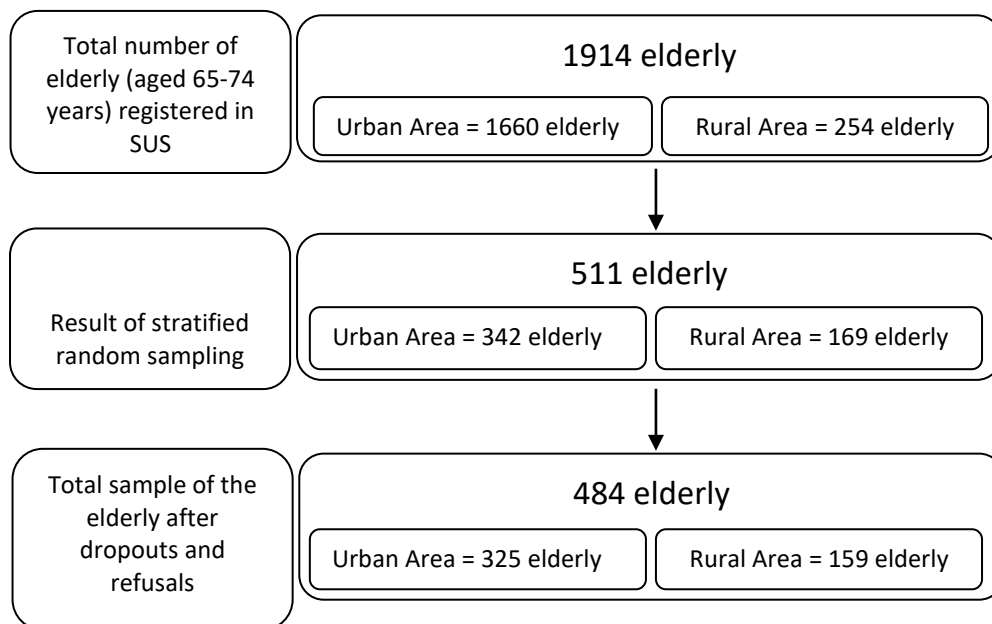 Total number of
elderly (aged 65-74
years) registered in
SUS
1914 elderly
Urban Area = 1660 elderly
Rural Area = 254 elderly
Result of stratified
random sampling
511 elderly
Urban Area = 342 elderly
Rural Area = 169 elderly
Total sample of the
elderly after
dropouts and
refusals
484 elderly
Urban Area = 325 elderly
Rural Area = 159 elderly